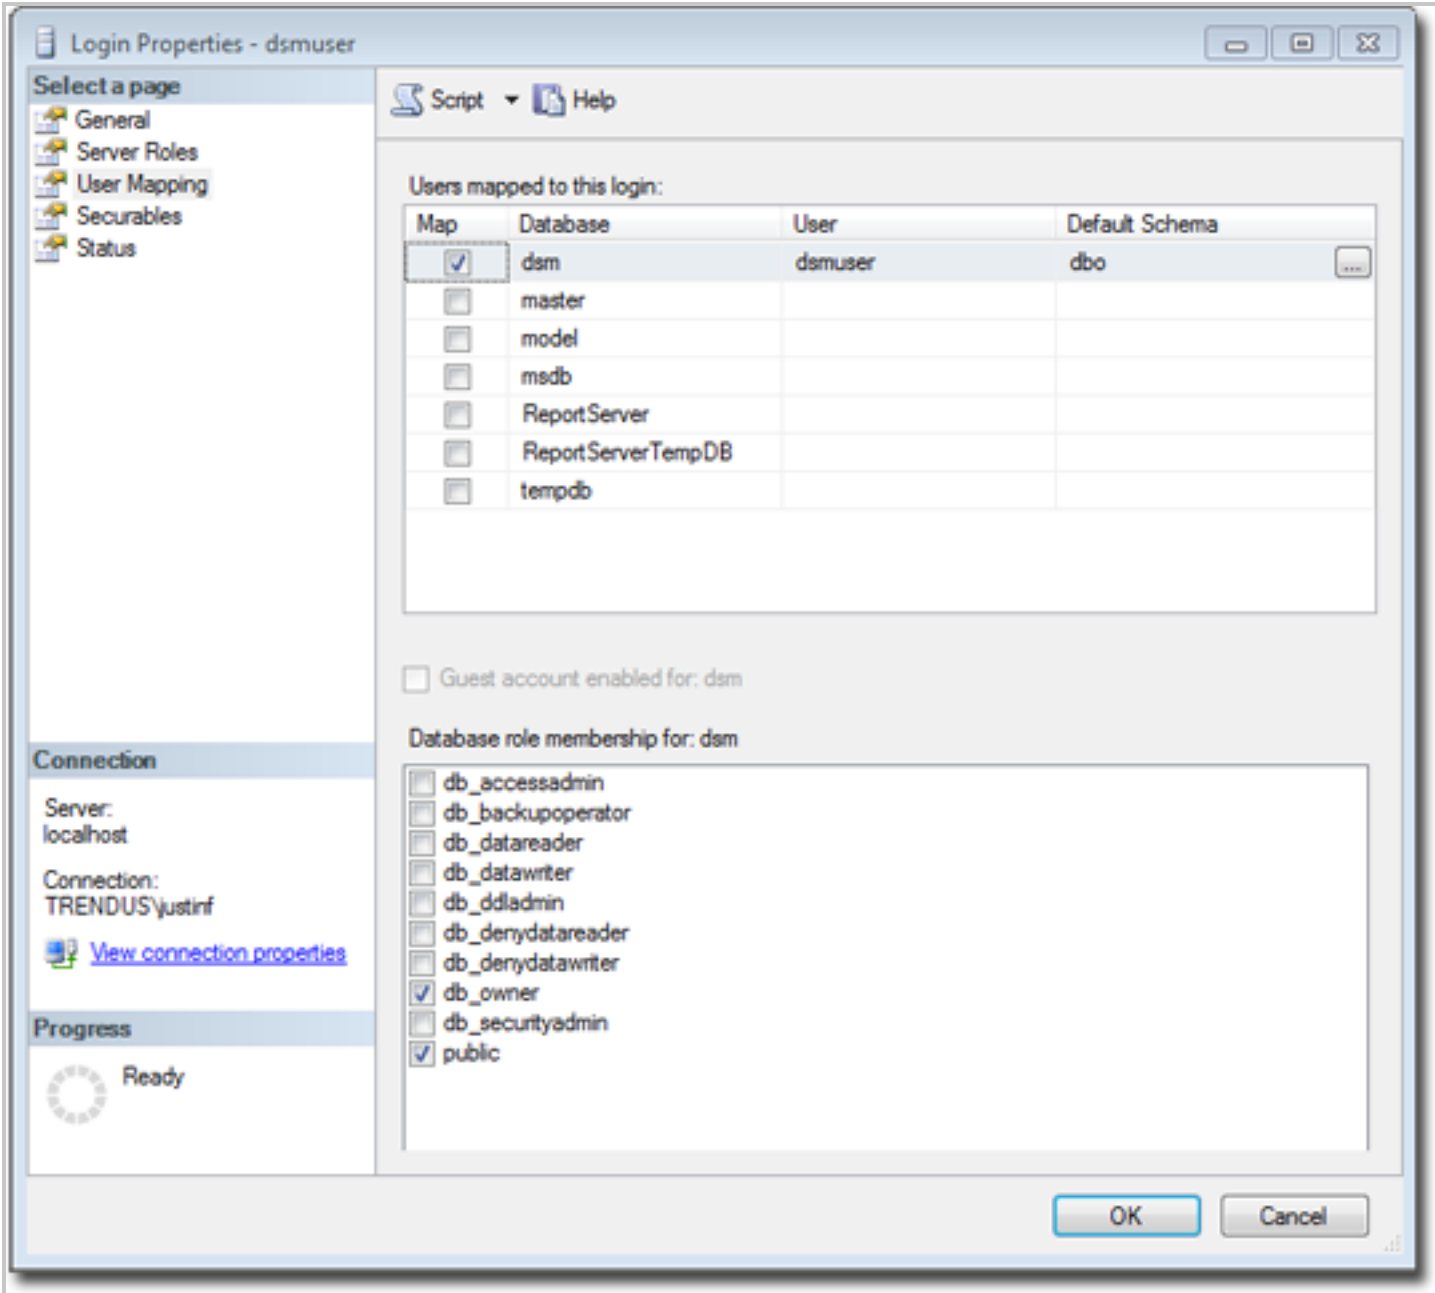 Login Properties - dsmuser
Select a page
General
Server Roles
User Mapping
Securables
Status
Script Help
Users mapped to this login:
Map Database User Default Schema
dsm dsmuser dbo ...
master
model
msdb
ReportServer
ReportServerTempDB
tempdb
Guest account enabled for: dsm
Database role membership for: dsm
db_accessadmin
db_backupoperator
db_datareader
db_datawriter
db_ddladmin
db_denydatareader
db_denydatawriter
db_owner
db_securityadmin
public
Connection
Server:
localhost
Connection:
TRENDUS\justinf
View connection properties
Progress
Ready
OK Cancel